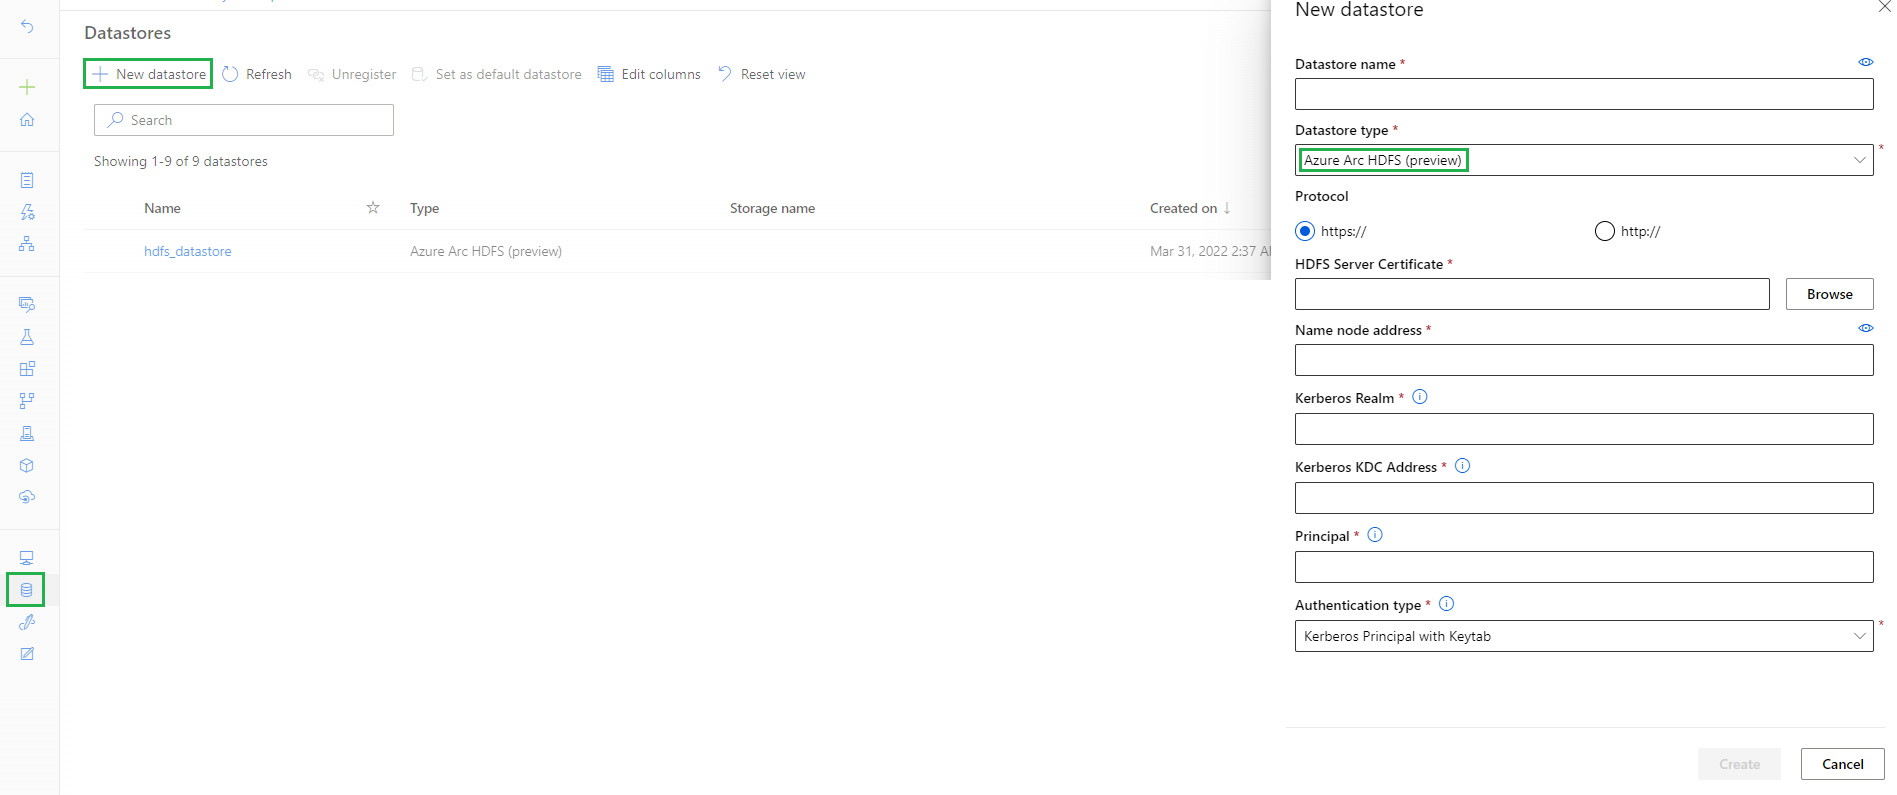 Datastores
New datastore
Refresh
Unregister
Set as default datastore
Edit columns
Reset view
Search
Showing 1-9 of 9 datastores
Name
Type
Storage name
Created on
hdfs_datastore
Azure Arc HDFS (preview)
Mar 31, 2022 2:37
New datastore
Datastore name *
Datastore type *
Azure Arc HDFS (preview)
*
Protocol
https://
http://
HDFS Server Certificate *
Browse
Name node address *
Kerberos Realm *
Kerberos KDC Address *
Principal *
Authentication type *
Kerberos Principal with Keytab
*
Create
Cancel